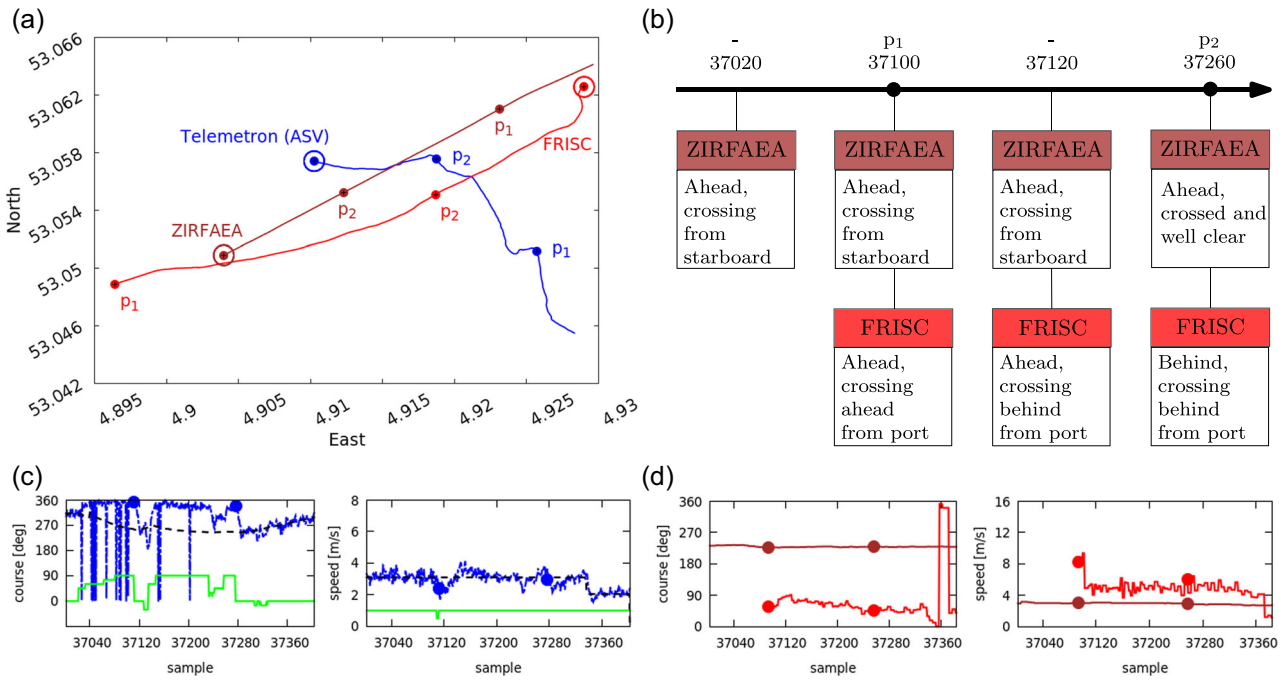 (a)
53.066
53.062
53.058
53.054
53.05
53.046
53.042
North
4.895
4.9
4.905
4.91
4.915
4.92
4.925
4.93
East
Telemetron (ASV)
FRISC
ZIRFAEA
p1
p2
p2
p2
p1
p1
(b)
-
37020
p1
37100
-
37120
p2
37260
ZIRFAEA
Ahead,
crossing
from
starboard
ZIRFAEA
Ahead,
crossing
from
starboard
ZIRFAEA
Ahead,
crossing
from
starboard
ZIRFAEA
Ahead,
crossed and
well clear
FRISC
Ahead,
crossing
ahead
from port
FRISC
Ahead,
crossing
behind
from port
FRISC
Behind,
crossing
behind
from port
(c)
360
270
180
90
0
course [deg]
37040
37120
37200
37280
37360
sample
8
6
4
2
0
speed [m/s]
37040
37120
37200
37280
37360
sample
(d)
360
270
180
90
0
course [deg]
37040
37120
37200
37280
37360
sample
16
12
8
4
0
speed [m/s]
37040
37120
37200
37280
37360
sample